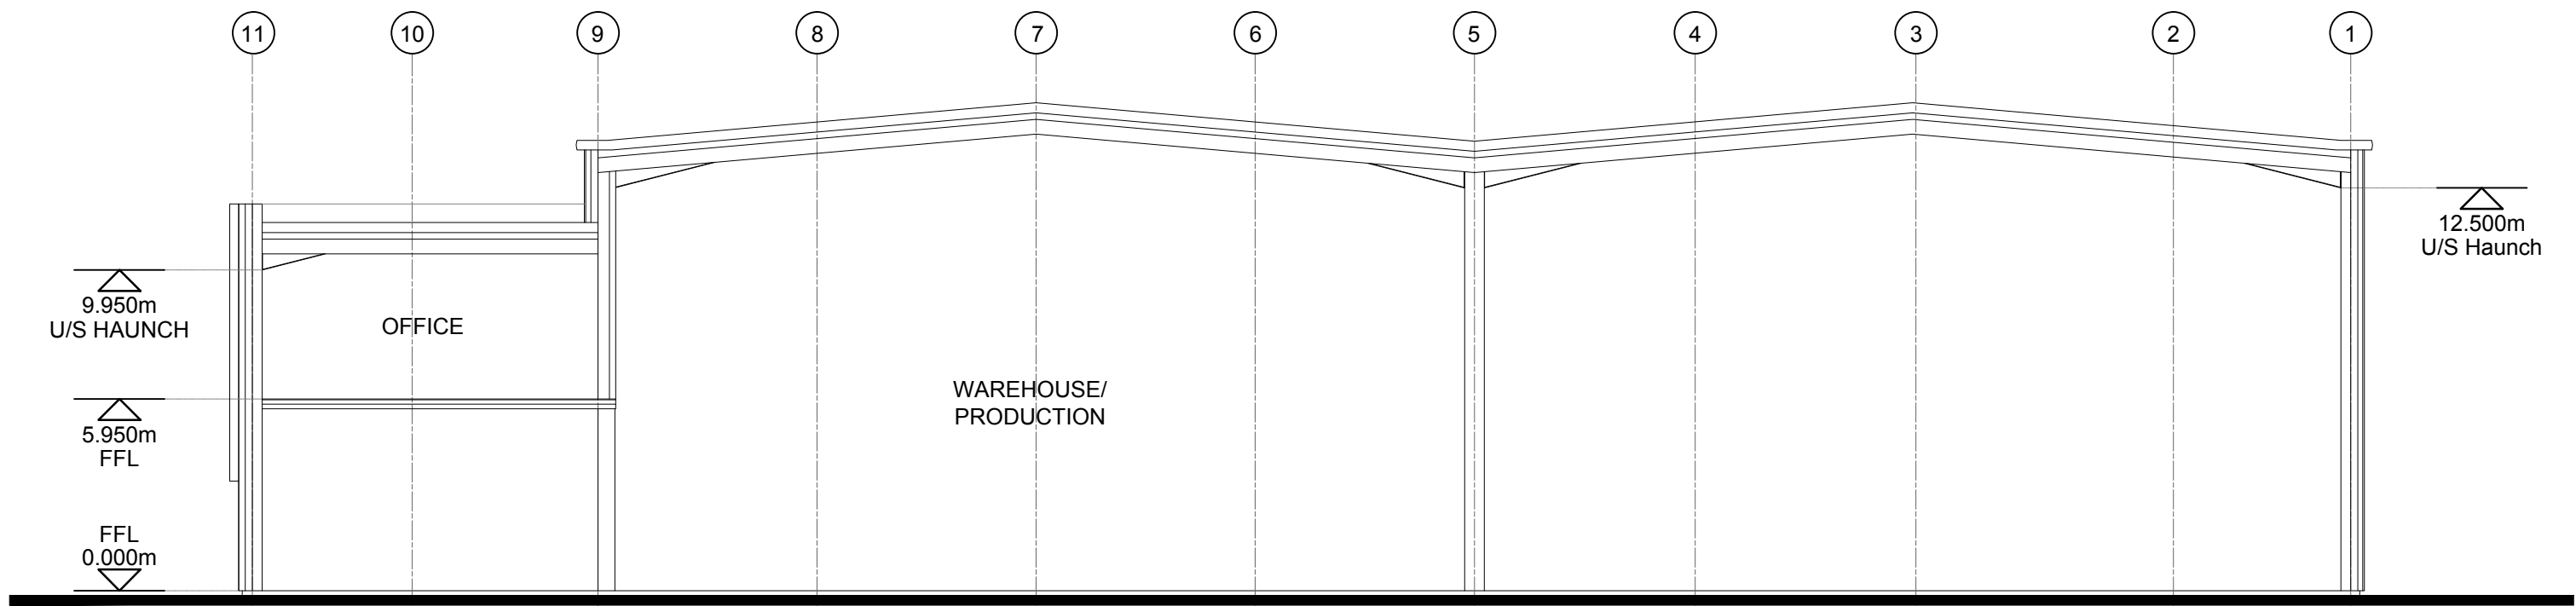 11
10
9
8
7
6
5
4
3
2
1
12.500m
U/S Haunch
9.950m
U/S HAUNCH
OFFICE
WAREHOUSE/
PRODUCTION
5.950m
FFL
FFL
0.000m